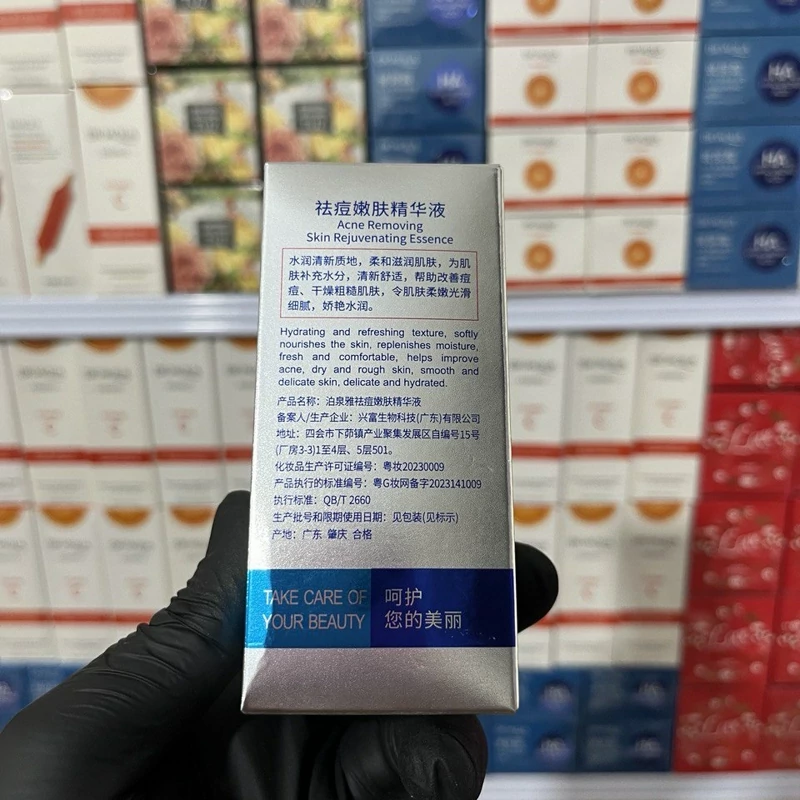 祛痘嫩肤精华液
Acne Removing
Skin Rejuvenating Essence
水润清新质地，柔和滋润肌肤，为肌
肤补充水分，清新舒适，帮助改善痘
痘、干燥粗糙肌肤，令肌肤柔嫩光滑
细腻，娇艳水润。
Hydrating and refreshing texture, softly
nourishes the skin, replenishes moisture,
fresh and comfortable, helps improve
acne, dry and rough skin, smooth and
delicate skin, delicate and hydrated.
产品名称：泊泉雅祛痘嫩肤精华液
备案人/生产企业：兴富生物科技(广东)有限公司
地址：四会市下茆镇产业聚集发展区自编号15号
(厂房3-3)1至4层、5层501。
化妆品生产许可证编号：粤妆20230009
产品执行的标准编号：粤G妆网备字2023141009
执行标准：QB/T 2660
生产批号和限期使用日期：见包装(见标示)
产地：广东 肇庆 合格
TAKE CARE OF
YOUR BEAUTY
呵护
您的美丽